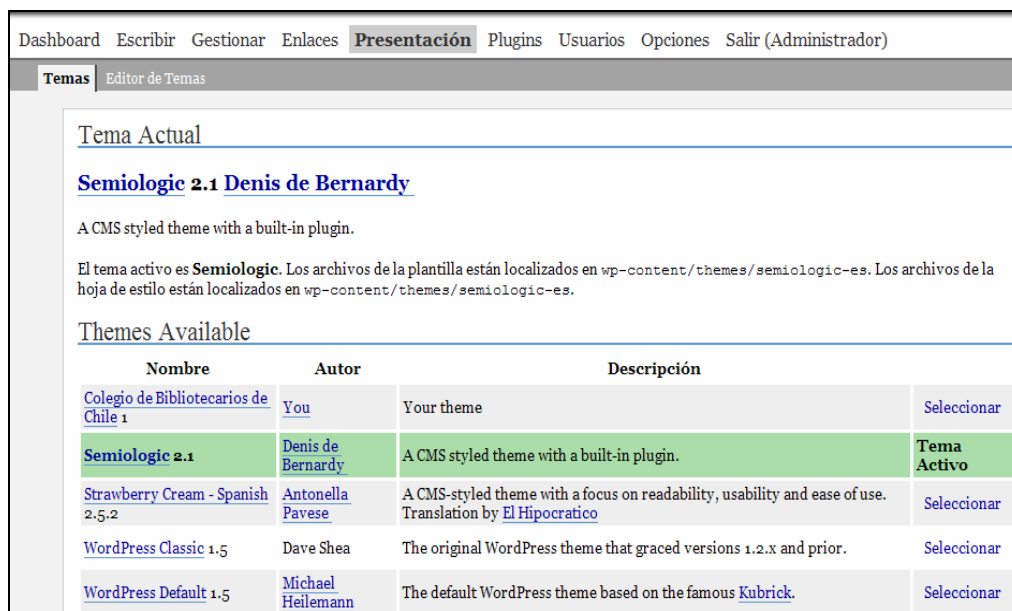 Dashboard Escribir Gestionar Enlaces Presentación Plugins Usuarios Opciones Salir (Administrador)
Temas Editor de Temas
Tema Actual
Semiologic 2.1 Denis de Bernardy
A CMS styled theme with a built-in plugin.
El tema activo es Semiologic. Los archivos de la plantilla están localizados en wp-content/themes/semiologic-es. Los archivos de la
hoja de estilo están localizados en wp-content/themes/semiologic-es.
Themes Available
Nombre Autor Descripción
Colegio de Bibliotecarios de
Chile 1
You
Your theme
Seleccionar
Semiologic 2.1
Denis de
Bernardy
A CMS styled theme with a built-in plugin.
Tema
Activo
Strawberry Cream - Spanish
2.5.2
Antonella
Pavese
A CMS-styled theme with a focus on readability, usability and ease of use.
Translation by El Hipocratico
Seleccionar
WordPress Classic 1.5
Dave Shea
The original WordPress theme that graced versions 1.2.x and prior.
Seleccionar
WordPress Default 1.5
Michael
Heilemann
The default WordPress theme based on the famous Kubrick.
Seleccionar